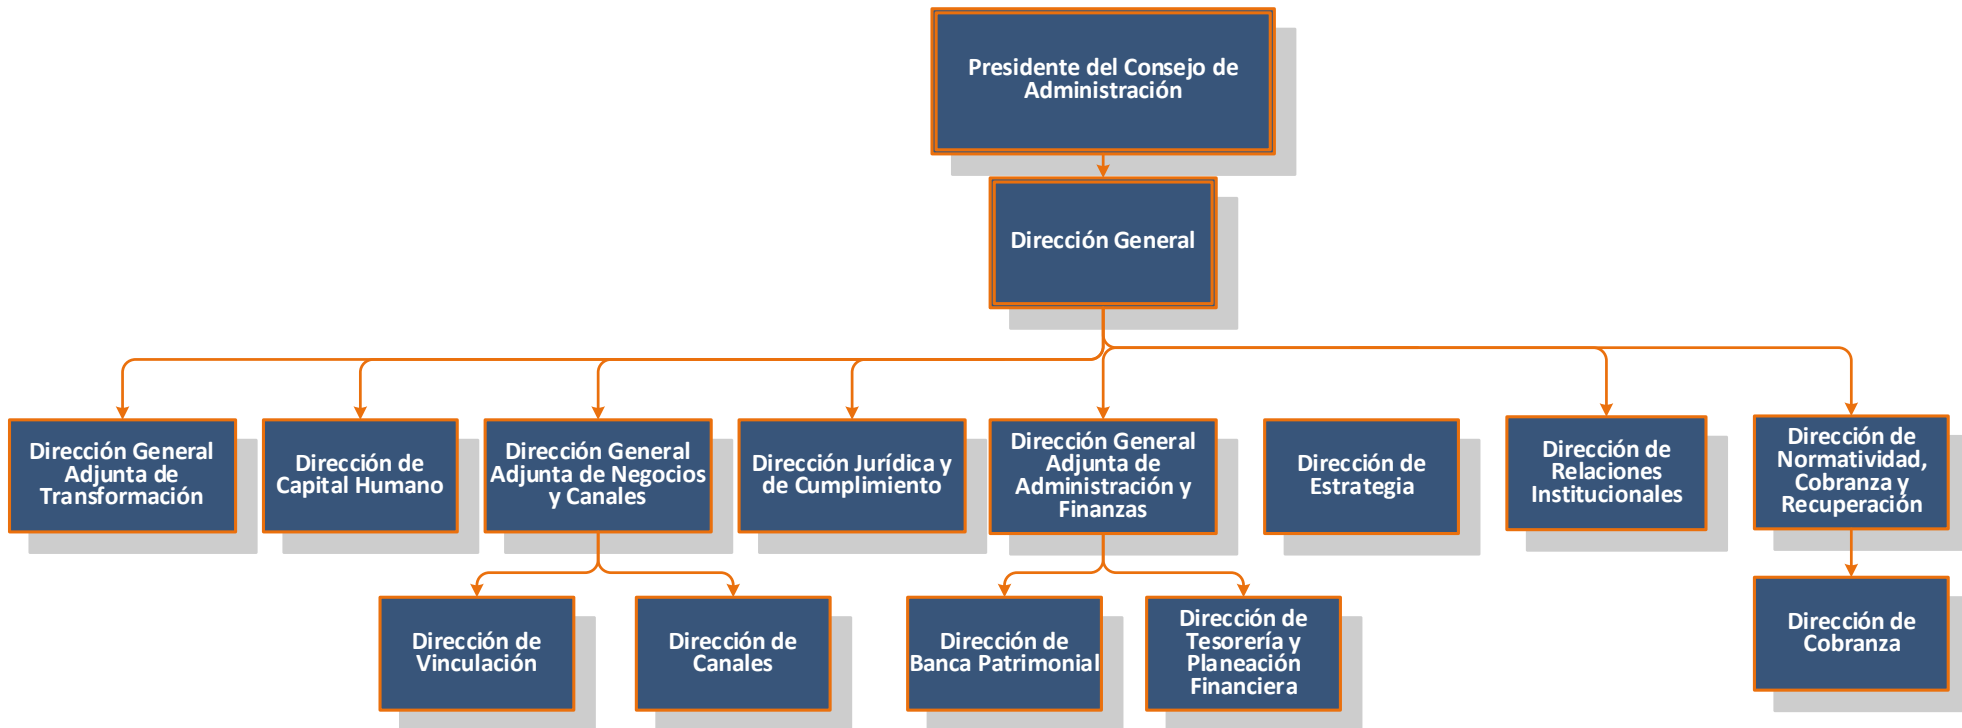 Presidente del Consejo de
Administración
Dirección General
Dirección General
Adjunta de
Transformación
Dirección de
Capital Humano
Dirección General
Adjunta de Negocios
y Canales
Dirección Jurídica y
de Cumplimiento
Dirección General
Adjunta de
Administración y
Finanzas
Dirección de
Estrategia
Dirección de
Relaciones
Institucionales
Dirección de
Normatividad,
Cobranza y
Recuperación
Dirección de
Vinculación
Dirección de
Canales
Dirección de
Banca Patrimonial
Dirección de
Tesorería y
Planeación
Financiera
Dirección de
Cobranza